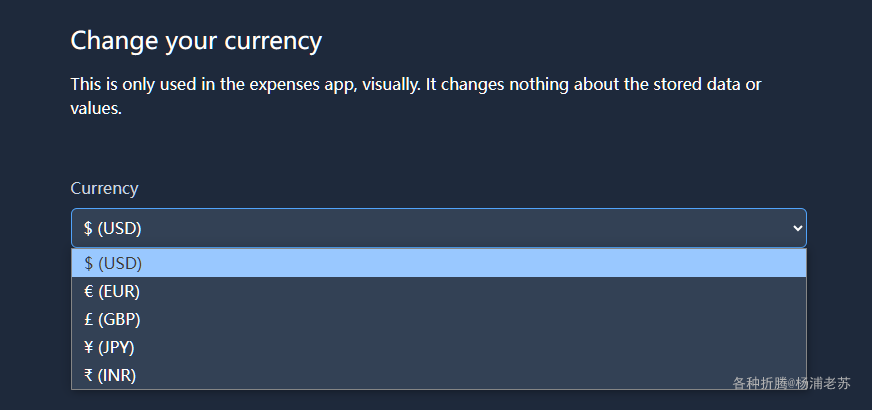 Change your currency
This is only used in the expenses app, visually. It changes nothing about the stored data or
values.
Currency
$ (USD)
$ (USD)
€ (EUR)
£ (GBP)
¥ (JPY)
₹ (INR)
各种折腾@杨浦老苏